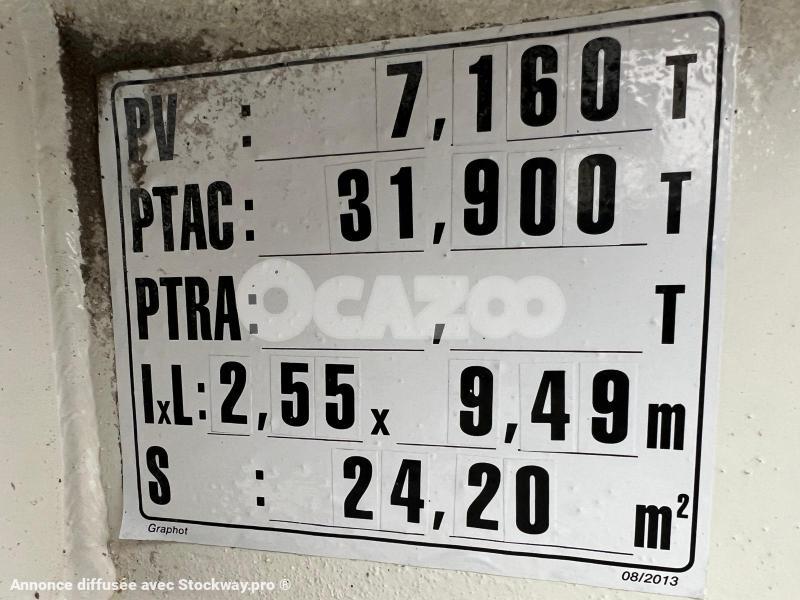 PV : 7,160 T
PTAC: 31,900 T
PTRA: , T
OCAZOO
lxL: 2,55 x 9,49 m
S : 24,20 m²
Graphot
08/2013
Annonce diffusée avec Stockway.pro ®